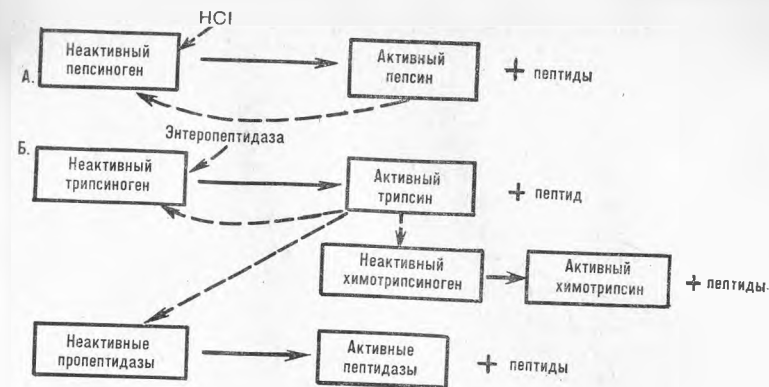 HCl
Неактивный
пепсиноген
Активный
пепсин
+ пептиды
А.
Энтеропептидаза
Б.
Неактивный
трипсиноген
Активный
трипсин
+ пептид
Неактивный
химотрипсиноген
Активный
химотрипсин
+ пептиды.
Неактивные
пропептидазы
Активные
пептидазы
+ пептиды